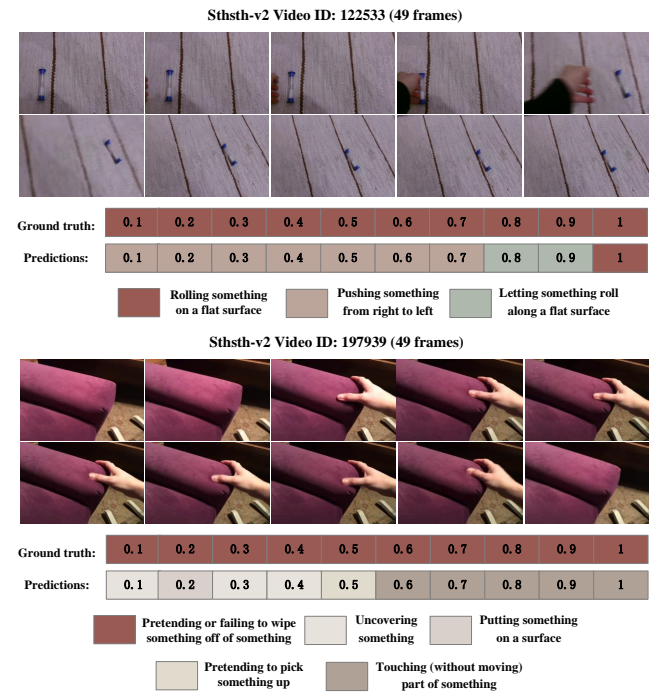 Sthsth-v2 Video ID: 122533 (49 frames)
Ground truth: 0.1 0.2 0.3 0.4 0.5 0.6 0.7 0.8 0.9 1
Predictions: 0.1 0.2 0.3 0.4 0.5 0.6 0.7 0.8 0.9 1
Rolling something
on a flat surface
Pushing something
from right to left
Letting something roll
along a flat surface
Sthsth-v2 Video ID: 197939 (49 frames)
Ground truth: 0.1 0.2 0.3 0.4 0.5 0.6 0.7 0.8 0.9 1
Predictions: 0.1 0.2 0.3 0.4 0.5 0.6 0.7 0.8 0.9 1
Pretending or failing to wipe
something off of something
Uncovering
something
Putting something
on a surface
Pretending to pick
something up
Touching (without moving)
part of something